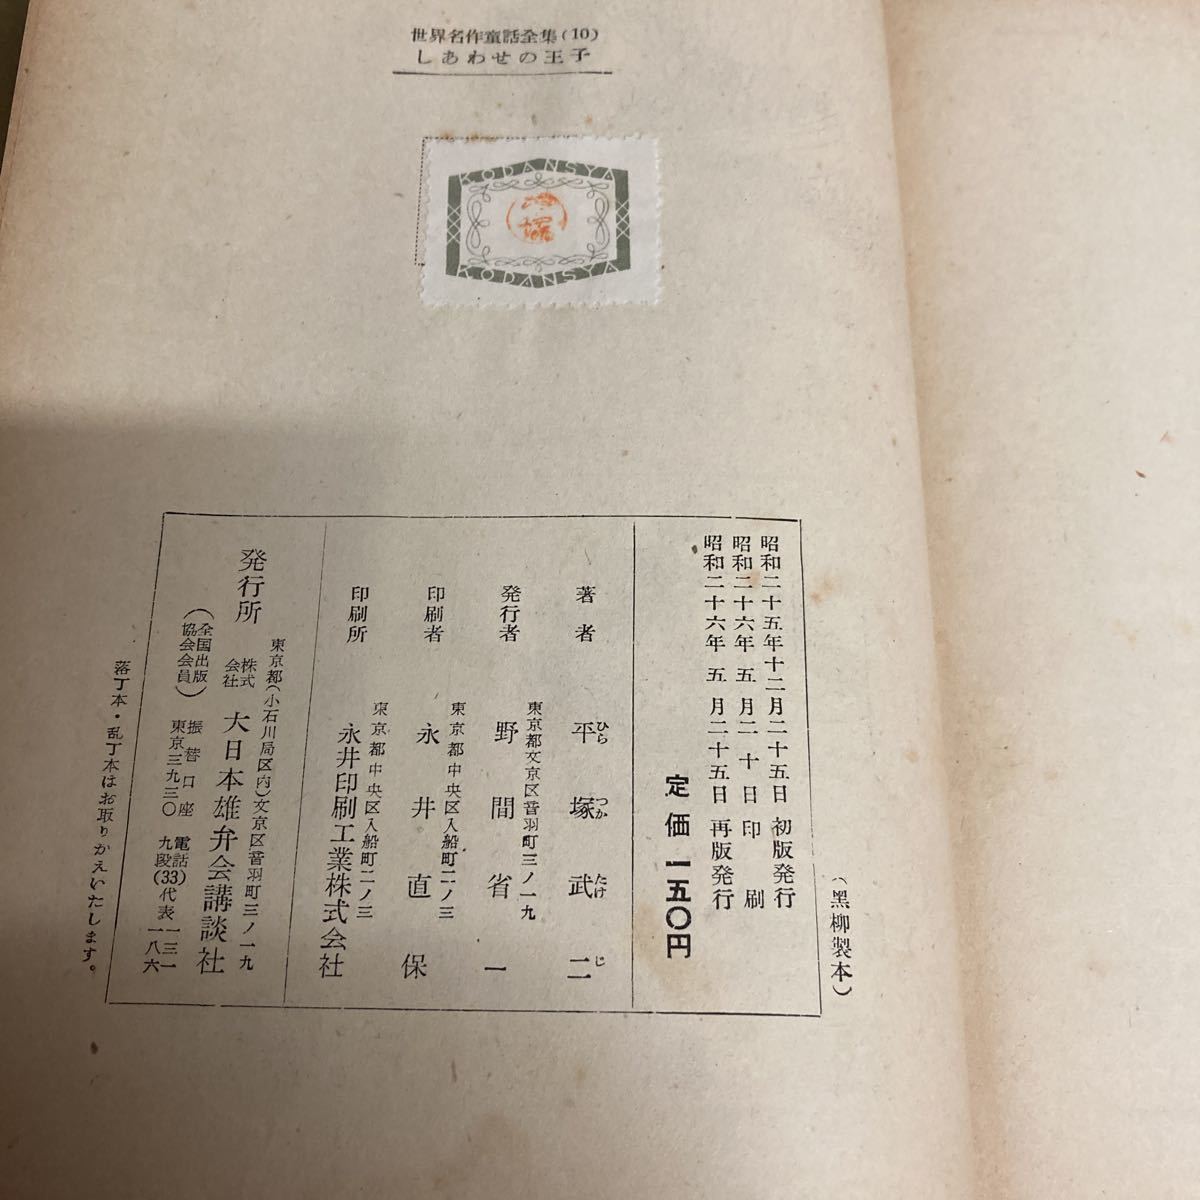 世界名作童話全集(10)
しあわせの王子
KODANSYA
平塚
KODANSYA
(黒柳製本)
昭和二十五年十二月二十五日 初版発行
昭和二十六年 五 月二 十 日 印 刷
昭和二十六年 五 月二十五日 再版発行
定 価 一五〇円
著 者 平塚武二
ひら つか たけ じ
東京都文京区音羽町三ノ一九
発行者 野間省一
東京都中央区入船町二ノ三
印刷者 永井直保
東京都中央区入船町二ノ三
印刷所 永井印刷工業株式会社
東京都(小石川局区内)文京区音羽町三ノ一九
発行所 株式会社 大日本雄弁会講談社
(全国出版協会会員) 振替口座 東京三九三〇 電話 九段(33)代表一三一一八六
落丁本・乱丁本はお取りかえいたします。